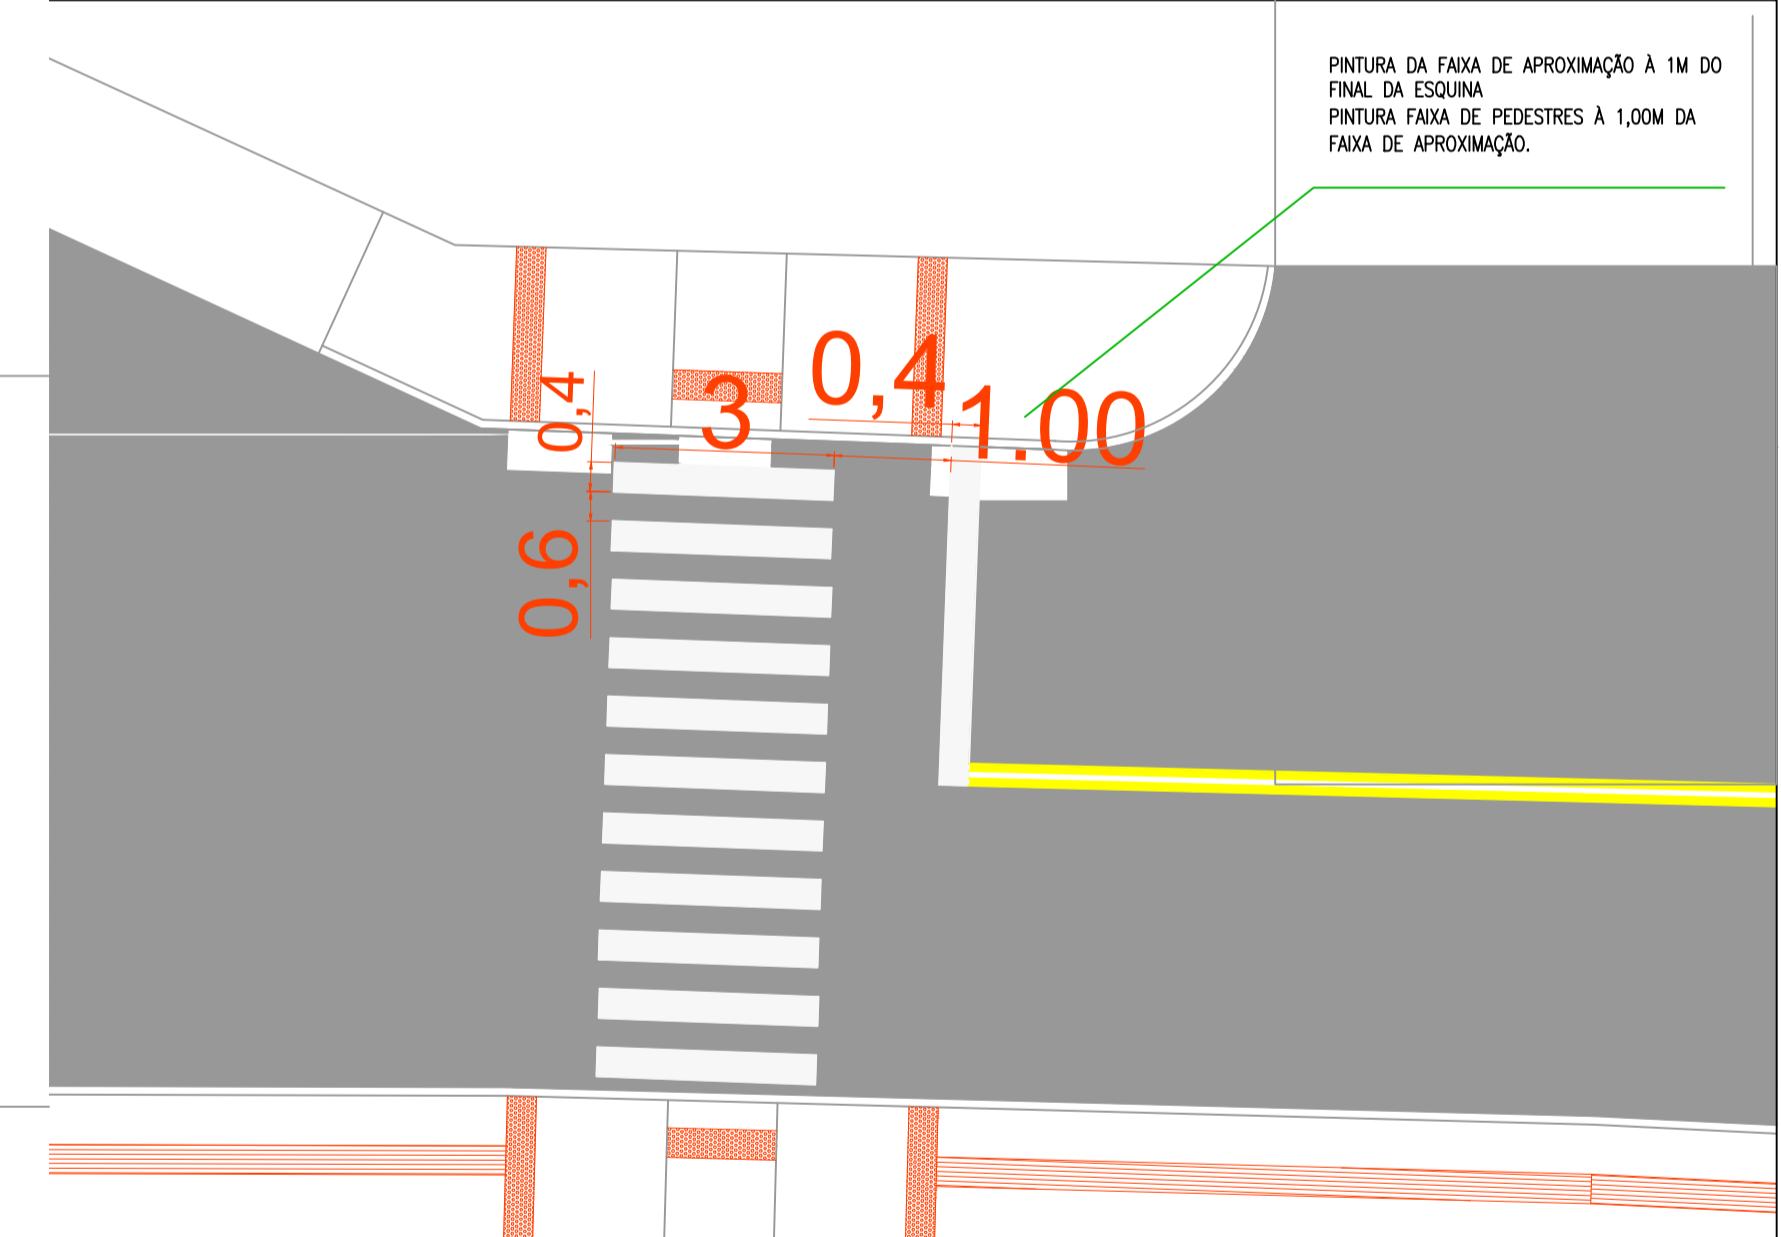 PINTURA DA FAIXA DE APROXIMAÇÃO À 1M DO
FINAL DA ESQUINA
PINTURA FAIXA DE PEDESTRES À 1,00M DA
FAIXA DE APROXIMAÇÃO.
0,4
3
0,4
1.00
0,6